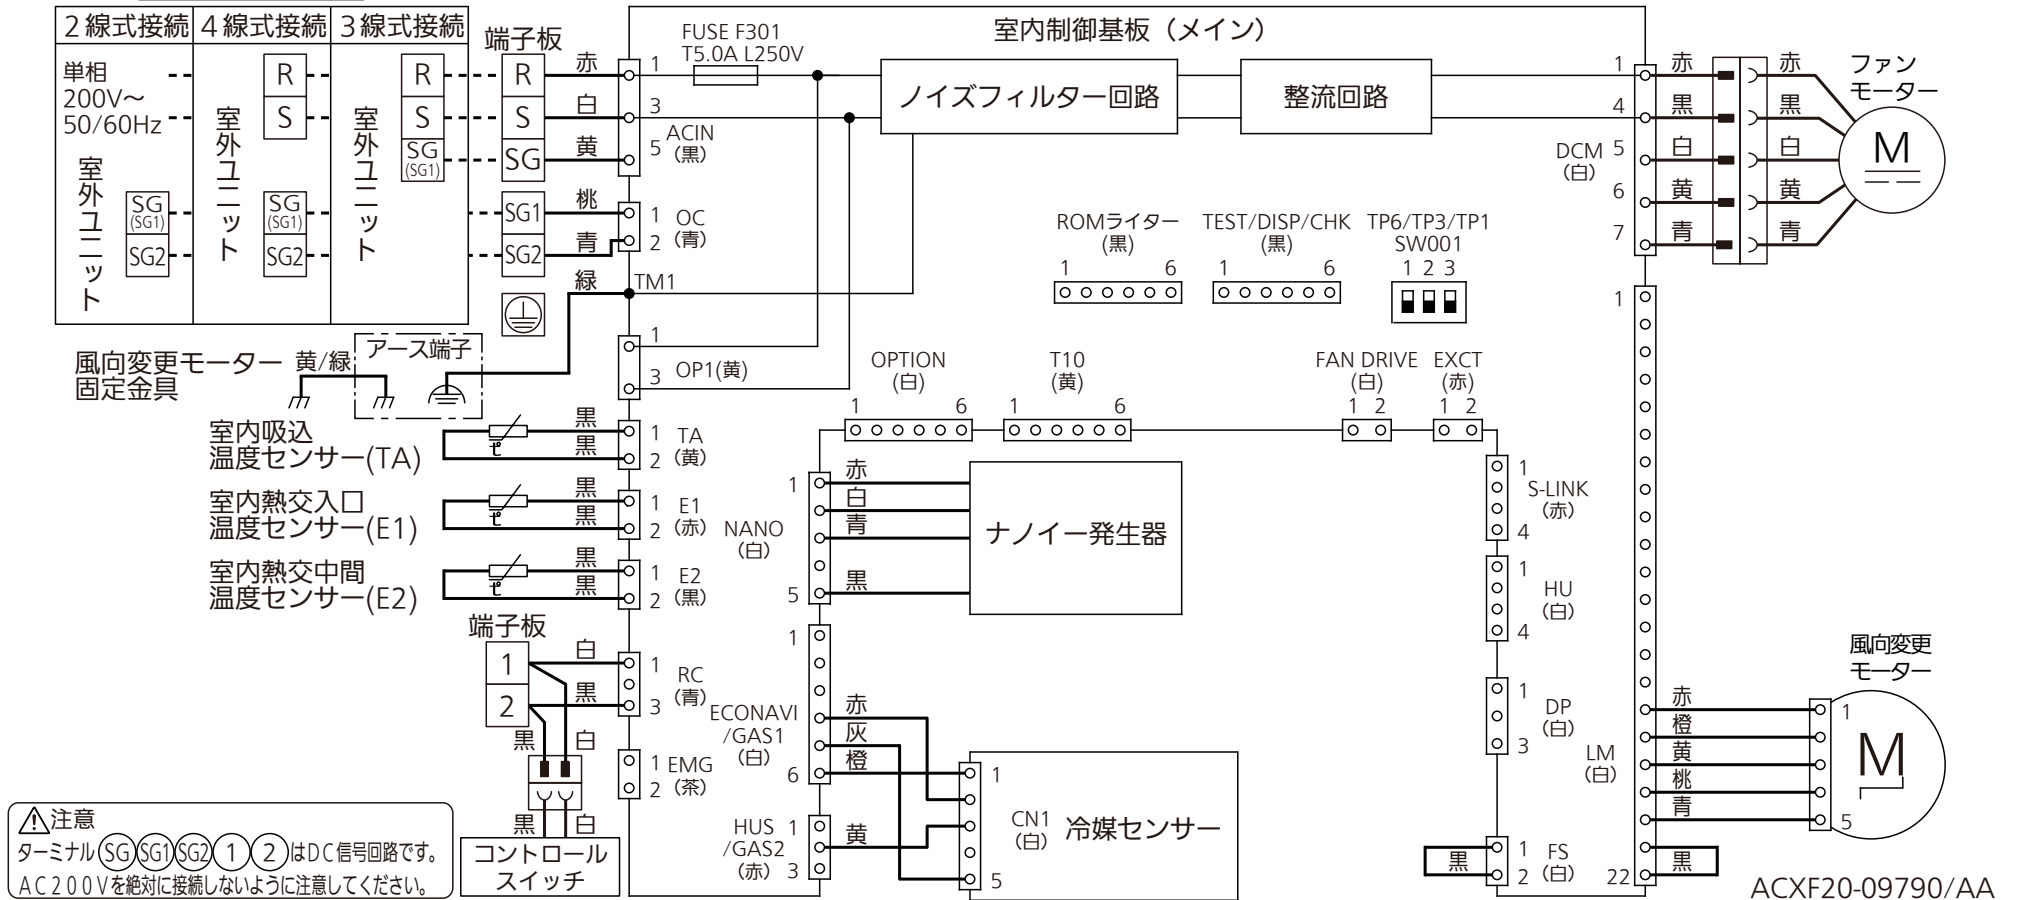 2線式接続
4線式接続
3線式接続
単相
200V～
50/60Hz
室外ユニット
SG
(SG1)
SG2
R
S
室外ユニット
SG
(SG1)
SG2
R
S
SG
(SG1)
室外ユニット
端子板
R
S
SG
SG1
SG2
赤
白
黄
桃
青
緑
1
3
5
ACIN
(黒)
1
2
OC
(青)
TM1
FUSE F301
T5.0A L250V
室内制御基板（メイン）
ノイズフィルター回路
整流回路
1
4
5
6
7
DCM
(白)
赤
黒
白
黄
青
赤
黒
白
黄
青
ファン
モーター
M
ROMライター
(黒)
1
6
TEST/DISP/CHK
(黒)
1
6
TP6/TP3/TP1
SW001
1 2 3
風向変更モーター
固定金具
黄/緑
アース端子
1
3
OP1(黄)
OPTION
(白)
1
6
T10
(黄)
1
6
FAN DRIVE
(白)
1 2
EXCT
(赤)
1 2
室内吸込
温度センサー(TA)
ピ
黒
黒
1
2
TA
(黄)
室内熱交入口
温度センサー(E1)
ピ
黒
黒
1
2
E1
(赤)
室内熱交中間
温度センサー(E2)
ピ
黒
黒
1
2
E2
(黒)
NANO
(白)
1
5
赤
白
青
黒
ナノイー発生器
S-LINK
(赤)
1
4
HU
(白)
1
4
DP
(白)
1
3
LM
(白)
1
22
端子板
1
2
白
黒
1
3
RC
(青)
黒
白
1
2
EMG
(茶)
黒
白
コントロール
スイッチ
ECONAVI
/GAS1
(白)
1
6
赤
灰
橙
HUS
/GAS2
(赤)
1
3
黄
1
5
CN1
(白)
冷媒センサー
FS
(白)
1
2
黒
黒
赤
橙
黄
桃
青
1
5
風向変更
モーター
M
注意
ターミナル SG SG1 SG2 1 2 はDC信号回路です。
AC200Vを絶対に接続しないように注意してください。
ACXF20-09790/AA